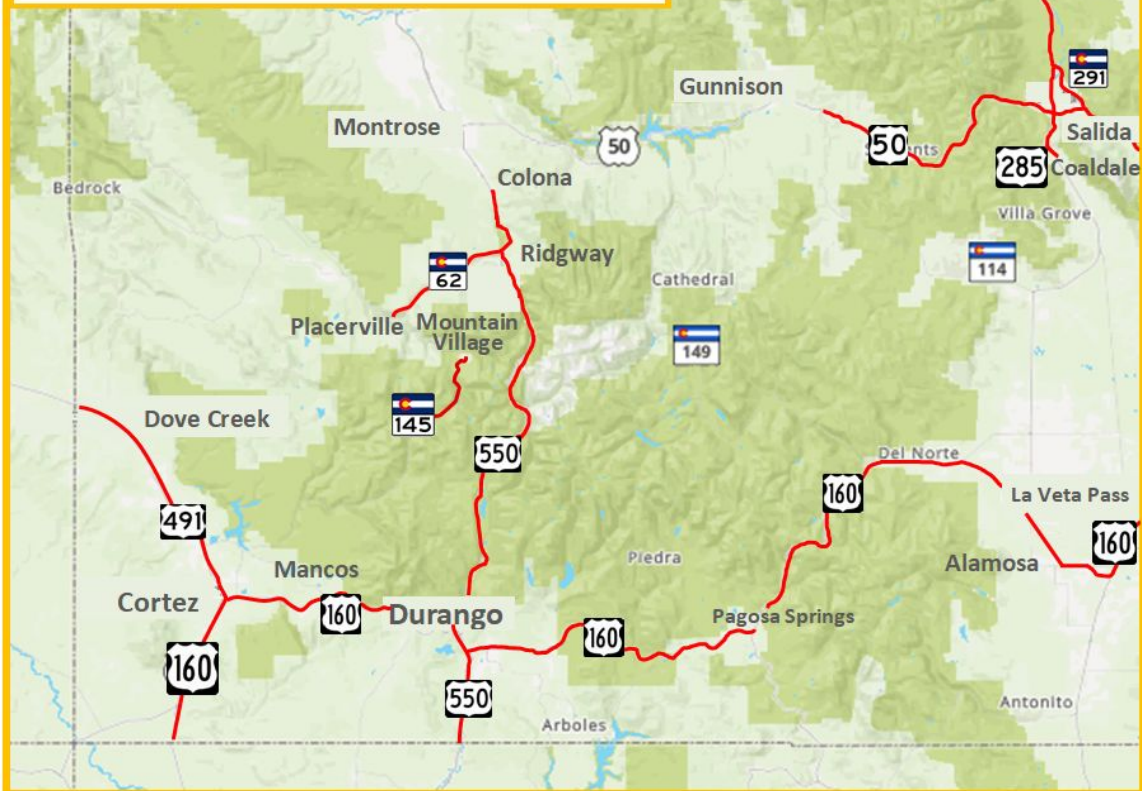 291
Gunnison
Montrose
50
50
Salida
285
Coaldale
Colona
Bedrock
Villa Grove
Ridgway
114
62
Cathedral
Placerville
Mountain
Village
149
145
Dove Creek
550
Del Norte
160
La Veta Pass
491
160
Piedra
Alamosa
Mancos
Cortez
160
Durango
Pagosa Springs
160
160
550
Antonito
Arboles